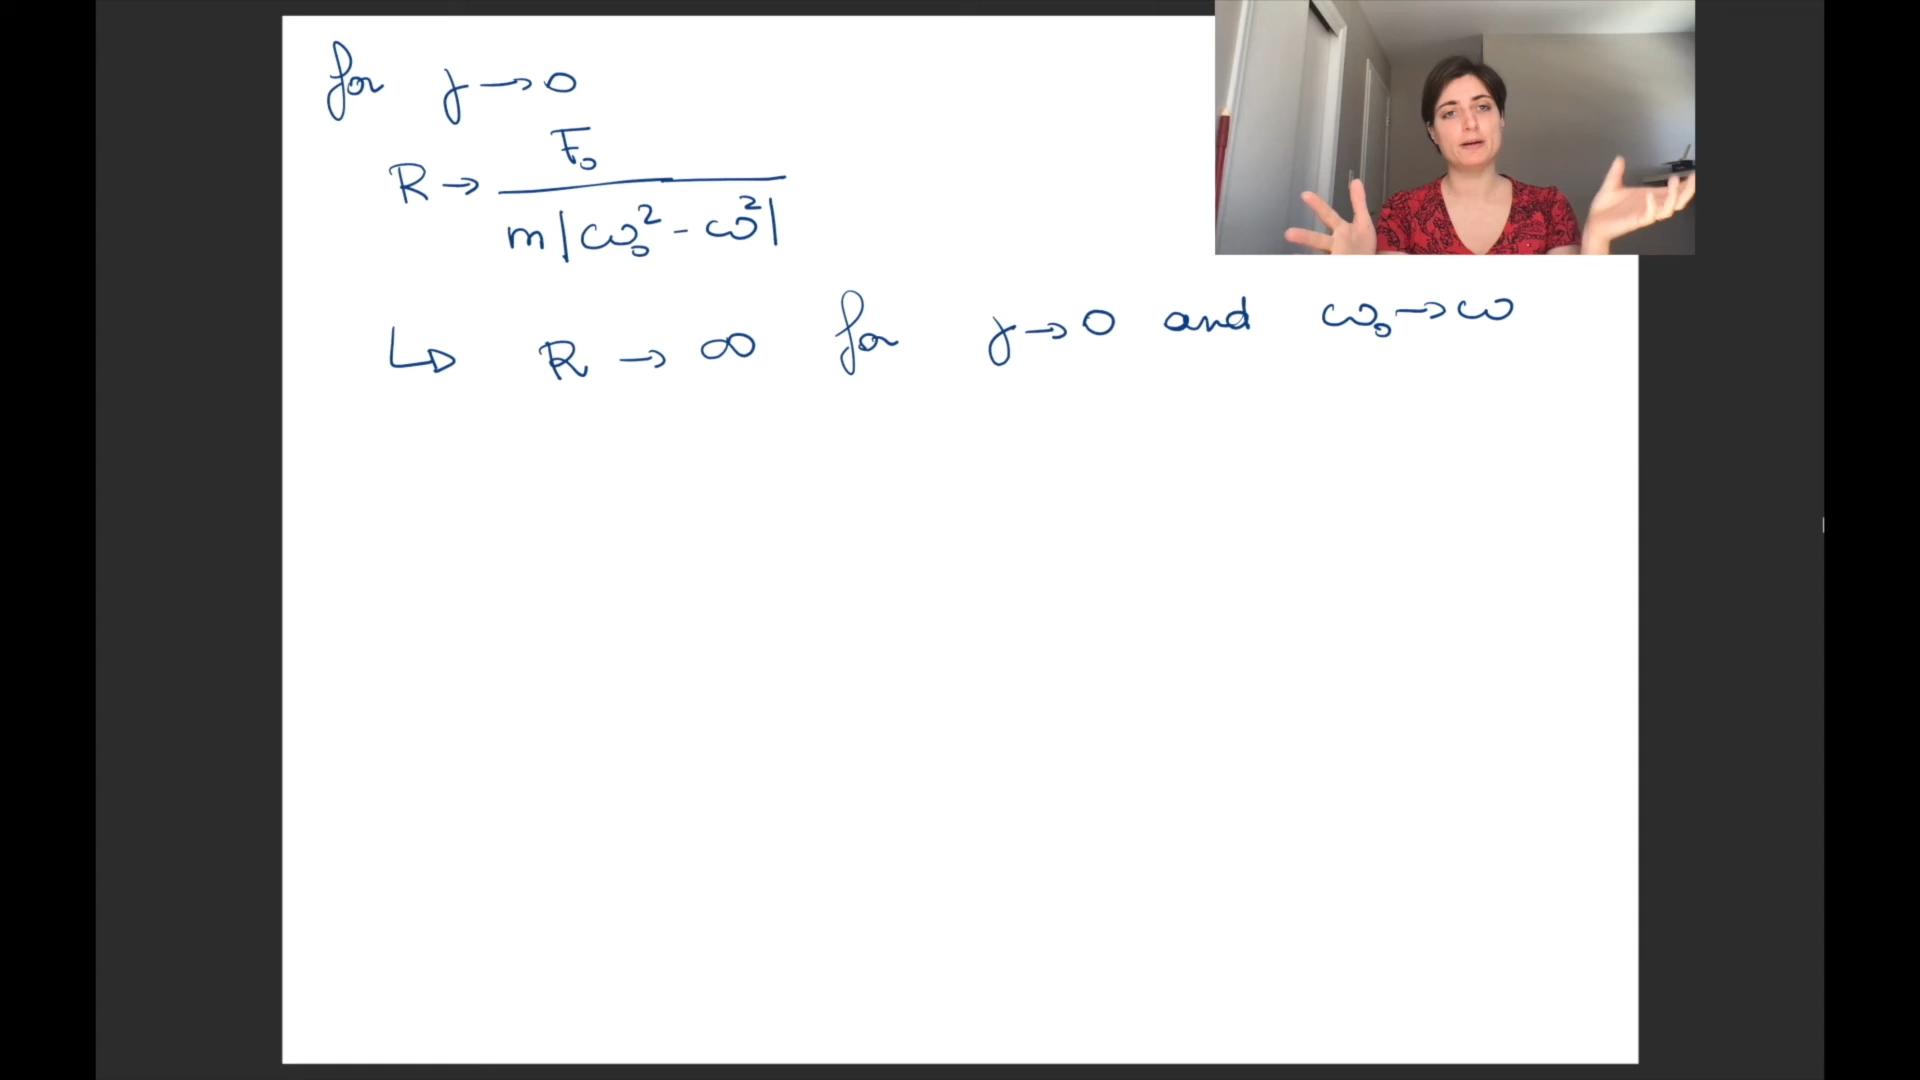 for γ → 0
R → F₀ / m|ω₀² - ω²|
↳ R → ∞ for γ → 0 and ω₀ → ω